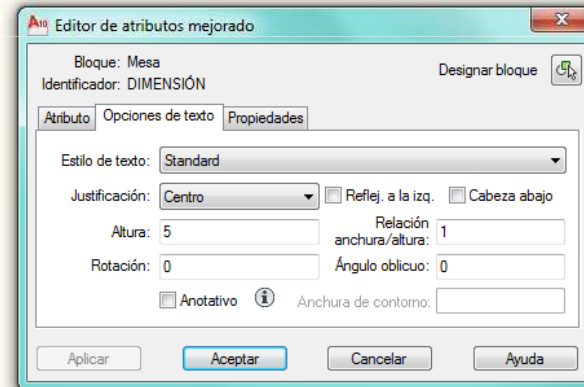 A10 Editor de atributos mejorado
Bloque: Mesa
Designar bloque
Identificador: DIMENSIÓN
Atributo Opciones de texto Propiedades
Estilo de texto: Standard
Justificación: Centro Reflej. a la izq. Cabeza abajo
Altura: 5 Relación anchura/altura: 1
Rotación: 0 Ángulo oblicuo: 0
Anotativo Anchura de contorno:
Aplicar Aceptar Cancelar Ayuda